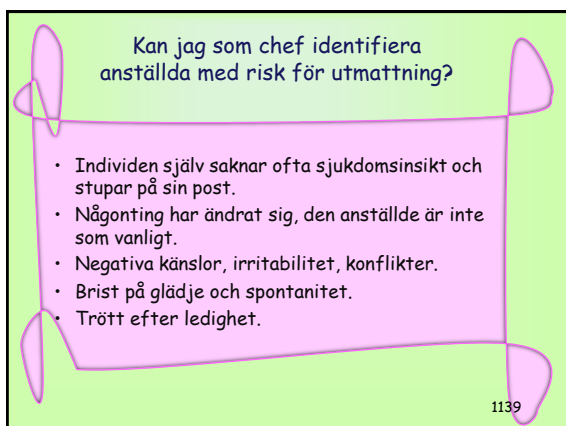 Kan jag som chef identifiera
anställda med risk för utmattning?
• Individen själv saknar ofta sjukdomsinsikt och
stupar på sin post.
• Någonting har ändrat sig, den anställde är inte
som vanligt.
• Negativa känslor, irritabilitet, konflikter.
• Brist på glädje och spontanitet.
• Trött efter ledighet.
1139